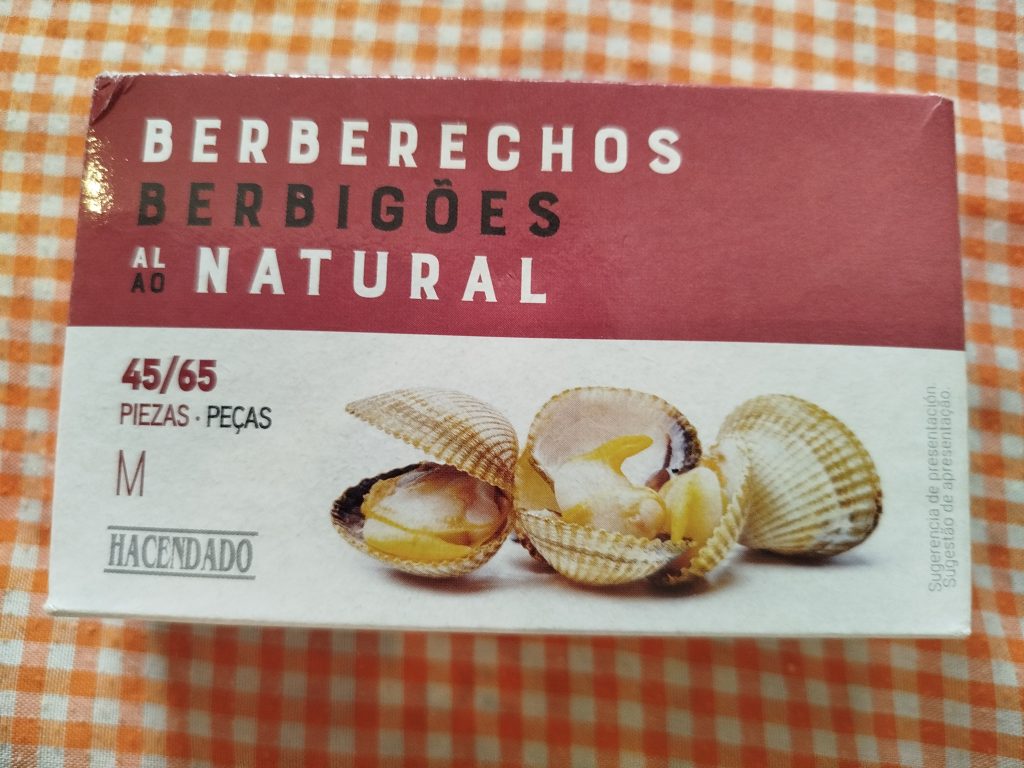 BERBERECHOS
BERBIGÕES
AL
AO
NATURAL
45/65
PIEZAS · PEÇAS
M
HACENDADO
Sugerencia de presentación.
Sugestão de apresentação.